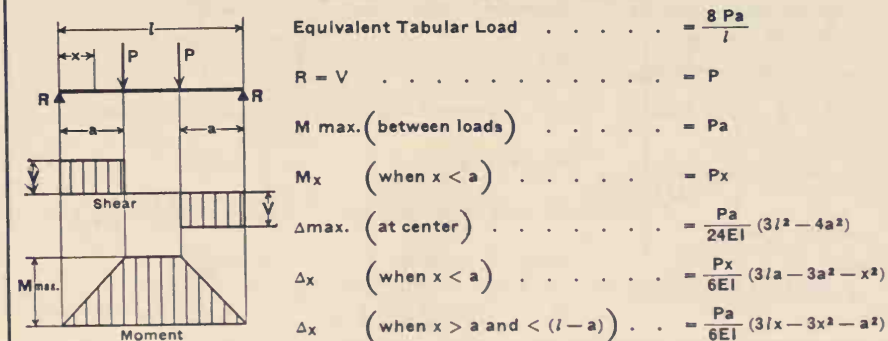 l
x
P
P
R
R
a
a
V
Shear
V
M max.
Moment
Equivalent Tabular Load . . . . . = 8 Pa / l
R = V . . . . . . . . . . . = P
M max. (between loads) . . . . . = Pa
Mx (when x < a) . . . . . . = Px
Δmax. (at center) . . . . . . . = Pa/24EI (3l² — 4a²)
Δx (when x < a) . . . . . . = Px/6EI (3la — 3a² — x²)
Δx (when x > a and < (l — a)) . . = Pa/6EI (3lx — 3x² — a²)